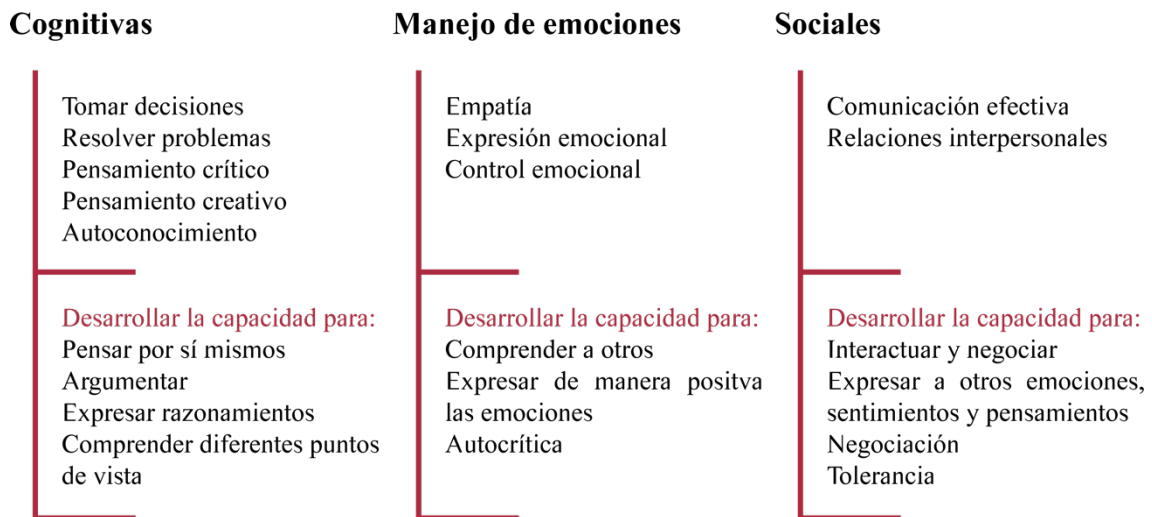 Cognitivas
Tomar decisiones
Resolver problemas
Pensamiento crítico
Pensamiento creativo
Autoconocimiento
Desarrollar la capacidad para:
Pensar por sí mismos
Argumentar
Expresar razonamientos
Comprender diferentes puntos
de vista
Manejo de emociones
Empatía
Expresión emocional
Control emocional
Desarrollar la capacidad para:
Comprender a otros
Expresar de manera positva
las emociones
Autocrítica
Sociales
Comunicación efectiva
Relaciones interpersonales
Desarrollar la capacidad para:
Interactuar y negociar
Expresar a otros emociones,
sentimientos y pensamientos
Negociación
Tolerancia